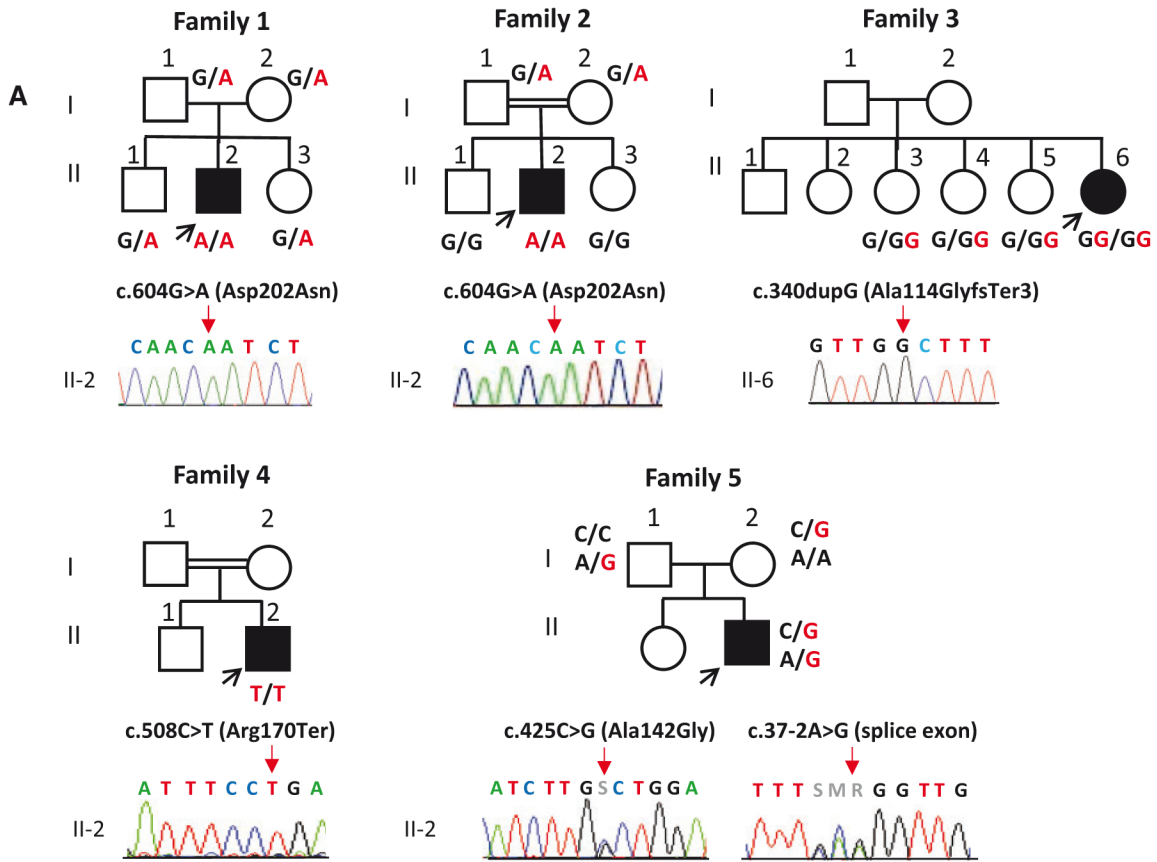 A
Family 1
1 2
G/A G/A
I
1 2 3
II
G/A A/A G/A
c.604G>A (Asp202Asn)
C A A C A A T C T
II-2
Family 2
1 2
G/A G/A
I
1 2 3
II
G/G A/A G/G
c.604G>A (Asp202Asn)
C A A C A A T C T
II-2
Family 3
1 2
I
1 2 3 4 5 6
II
G/GG G/GG G/GG GG/GG
c.340dupG (Ala114GlyfsTer3)
G T T G G C T T T
II-6
Family 4
1 2
I
1 2
II
T/T
c.508C>T (Arg170Ter)
A T T T C C T G A
II-2
Family 5
1 2
C/C C/G
A/G A/A
I
II
C/G
A/G
c.425C>G (Ala142Gly) c.37-2A>G (splice exon)
A T C T T G S C T G G A T T T S M R G G T T G
II-2